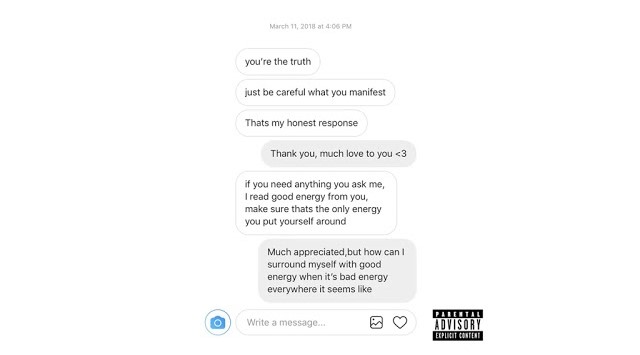 March 11, 2018 at 4:06 PM
you're the truth
just be careful what you manifest
Thats my honest response
Thank you, much love to you <3
if you need anything you ask me,
I read good energy from you,
make sure thats the only energy
you put yourself around
Much appreciated,but how can I
surround myself with good
energy when it's bad energy
everywhere it seems like
Write a message...
PARENTAL
ADVISORY
EXPLICIT CONTENT